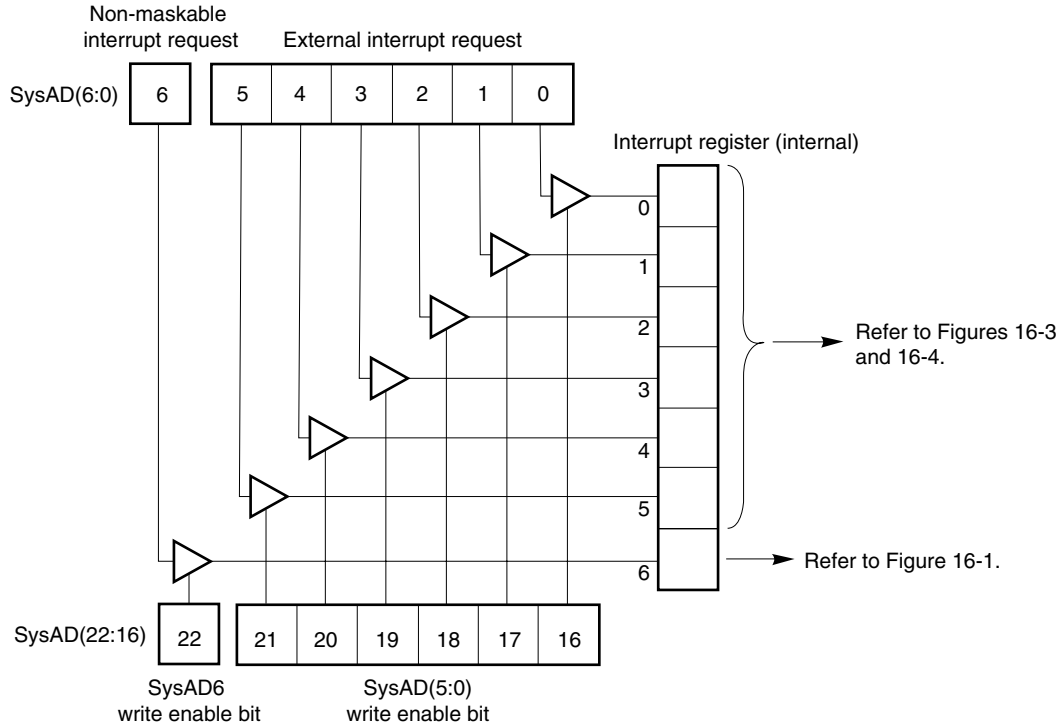 Non-maskable
interrupt request
External interrupt request
SysAD(6:0)
6
5
4
3
2
1
0
Interrupt register (internal)
0
1
2
3
4
5
6
Refer to Figures 16-3
and 16-4.
Refer to Figure 16-1.
SysAD(22:16)
22
21
20
19
18
17
16
SysAD6
write enable bit
SysAD(5:0)
write enable bit